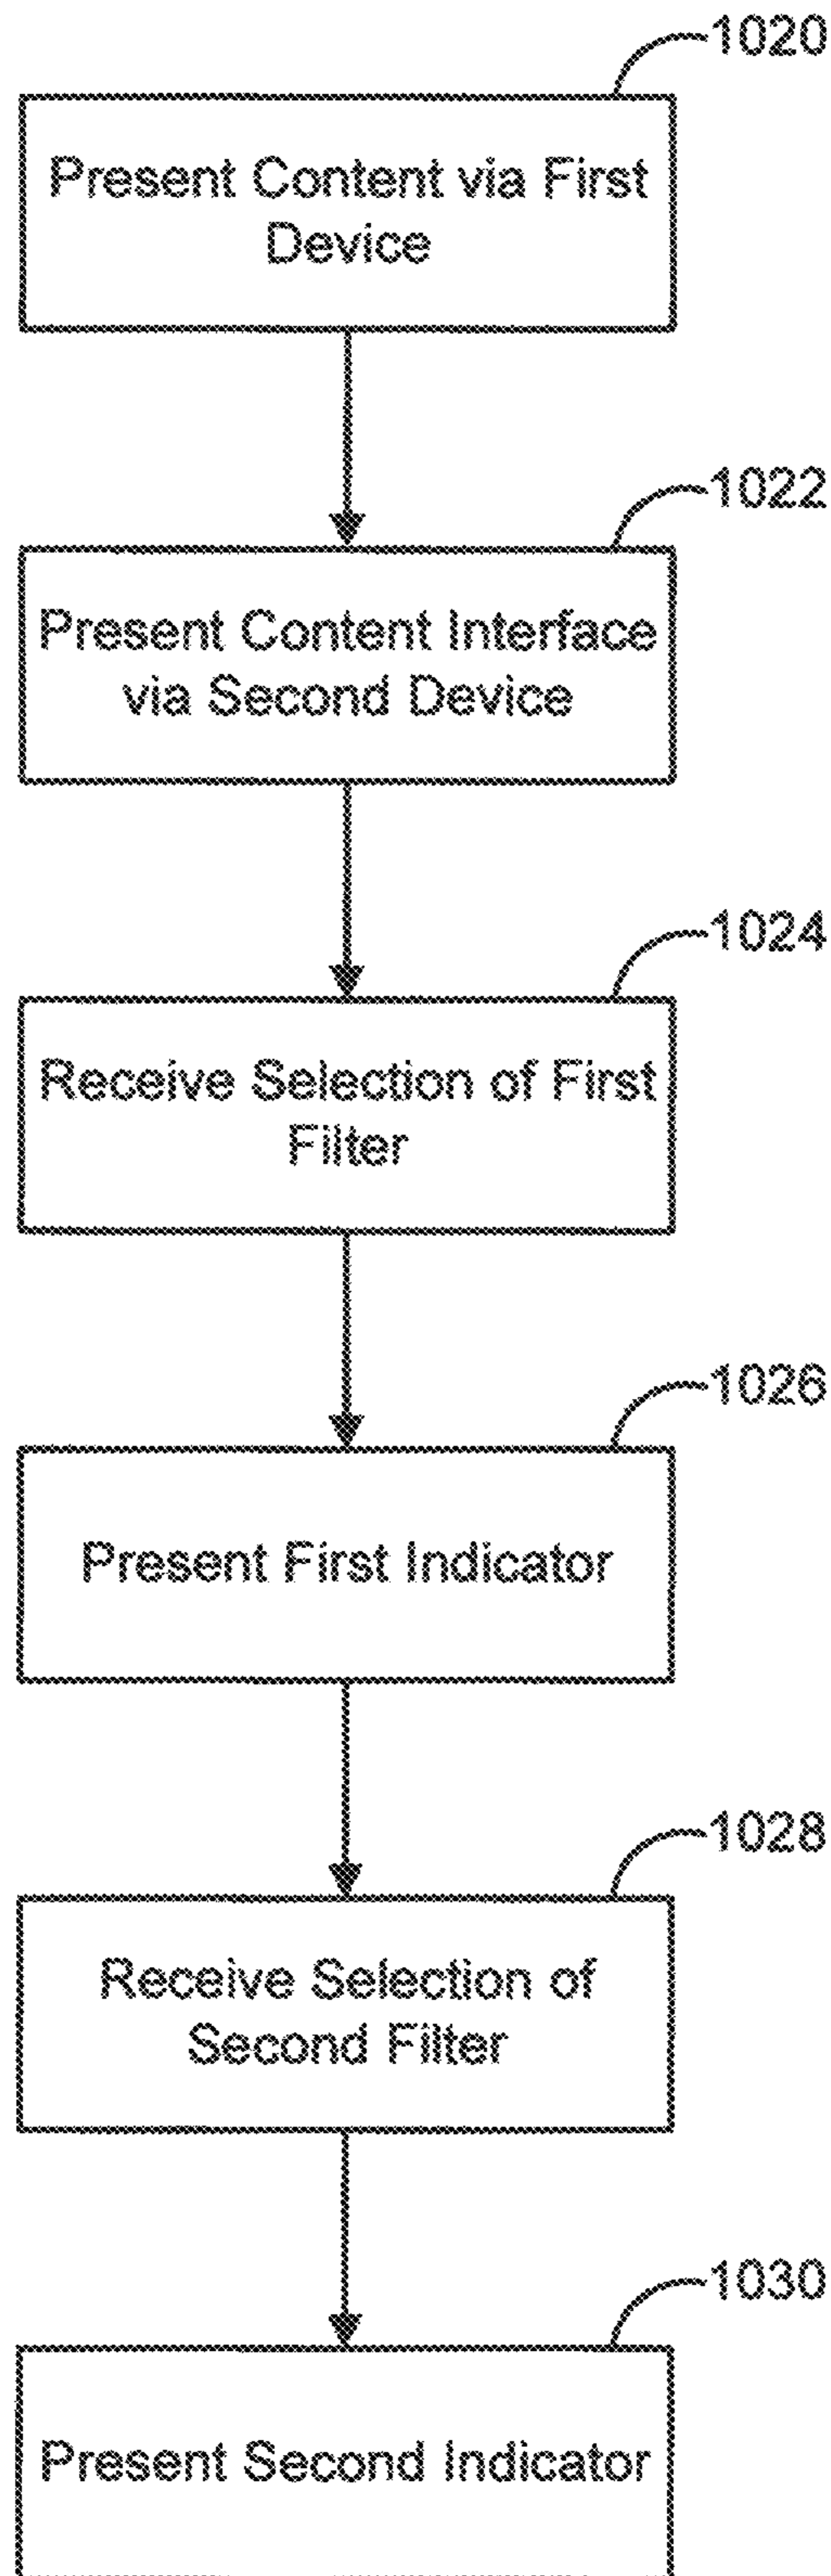 1020
Present Content via First
Device
1022
Present Content Interface
via Second Device
1024
Receive Selection of First
Filter
1026
Present First Indicator
1028
Receive Selection of
Second Filter
1030
Present Second Indicator